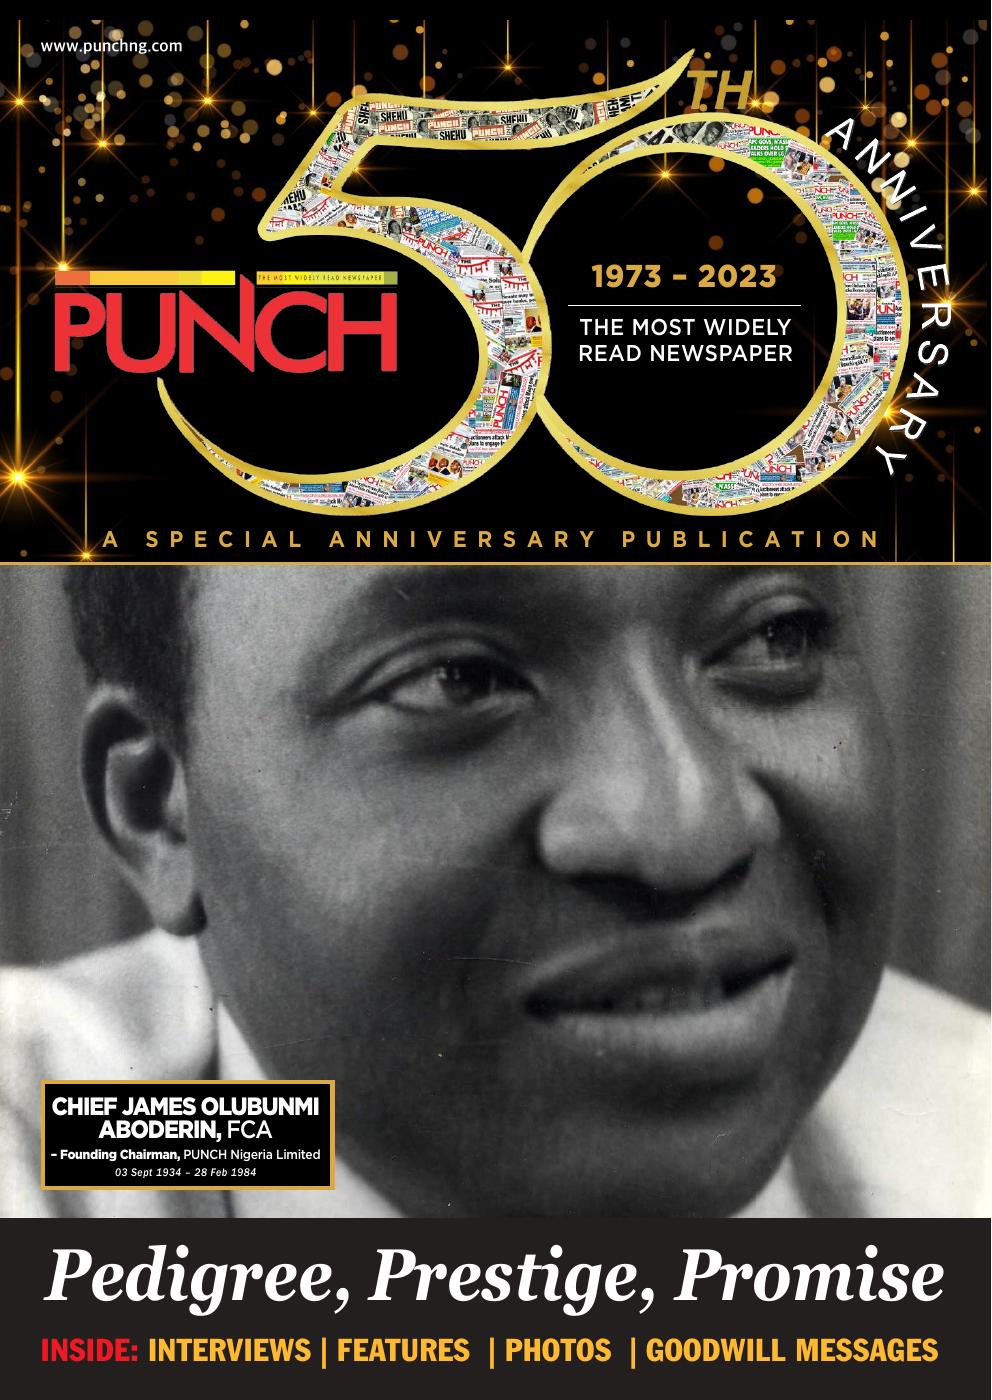 www.punchng.com
50TH
ANNIVERSARY
THE MOST WIDELY READ NEWSPAPER
PUNCH
1973 – 2023
THE MOST WIDELY
READ NEWSPAPER
A SPECIAL ANNIVERSARY PUBLICATION
CHIEF JAMES OLUBUNMI
ABODERIN, FCA
– Founding Chairman, PUNCH Nigeria Limited
03 Sept 1934 – 28 Feb 1984
Pedigree, Prestige, Promise
INSIDE: INTERVIEWS | FEATURES | PHOTOS | GOODWILL MESSAGES